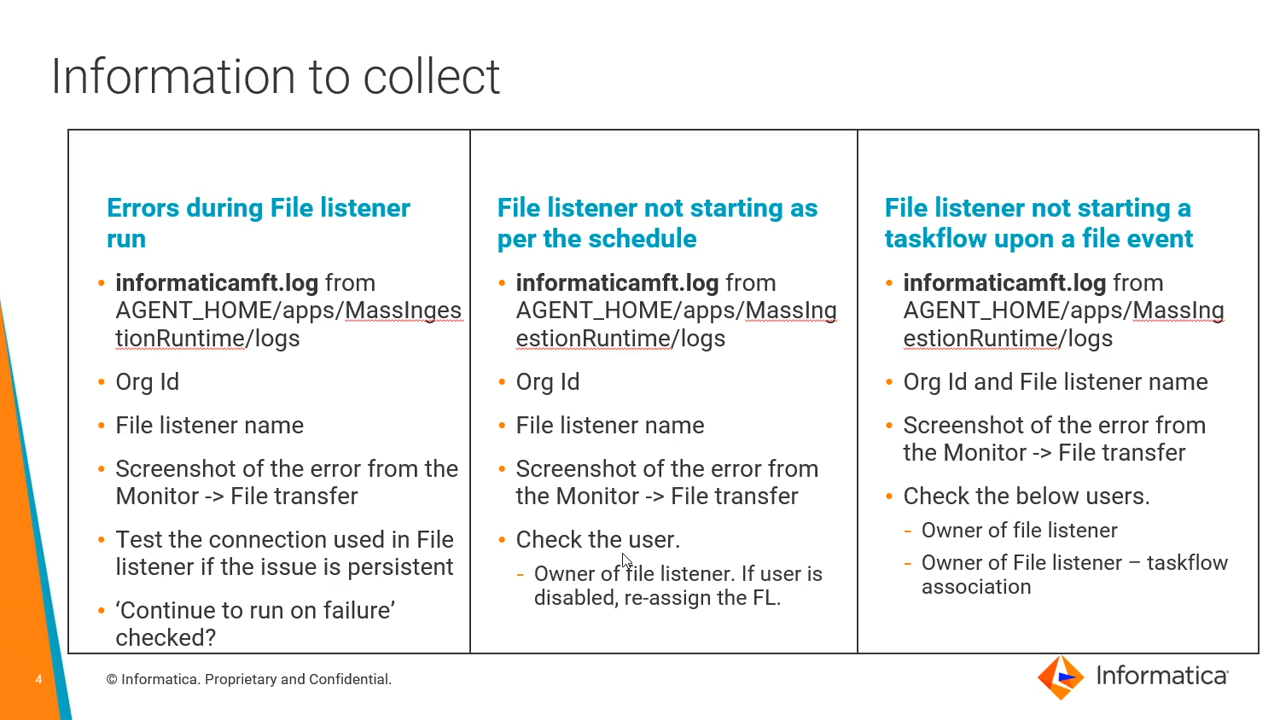 Information to collect
Errors during File listener
run
• informaticamft.log from
AGENT_HOME/apps/MassInges
tionRuntime/logs
• Org Id
• File listener name
• Screenshot of the error from the
Monitor -> File transfer
• Test the connection used in File
listener if the issue is persistent
• ‘Continue to run on failure’
checked?
File listener not starting as
per the schedule
• informaticamft.log from
AGENT_HOME/apps/MassIng
estionRuntime/logs
• Org Id
• File listener name
• Screenshot of the error from
the Monitor -> File transfer
• Check the user.
- Owner of file listener. If user is
disabled, re-assign the FL.
File listener not starting a
taskflow upon a file event
• informaticamft.log from
AGENT_HOME/apps/MassIng
estionRuntime/logs
• Org Id and File listener name
• Screenshot of the error from
the Monitor -> File transfer
• Check the below users.
- Owner of file listener
- Owner of File listener – taskflow
association
4
© Informatica. Proprietary and Confidential.
Informatica